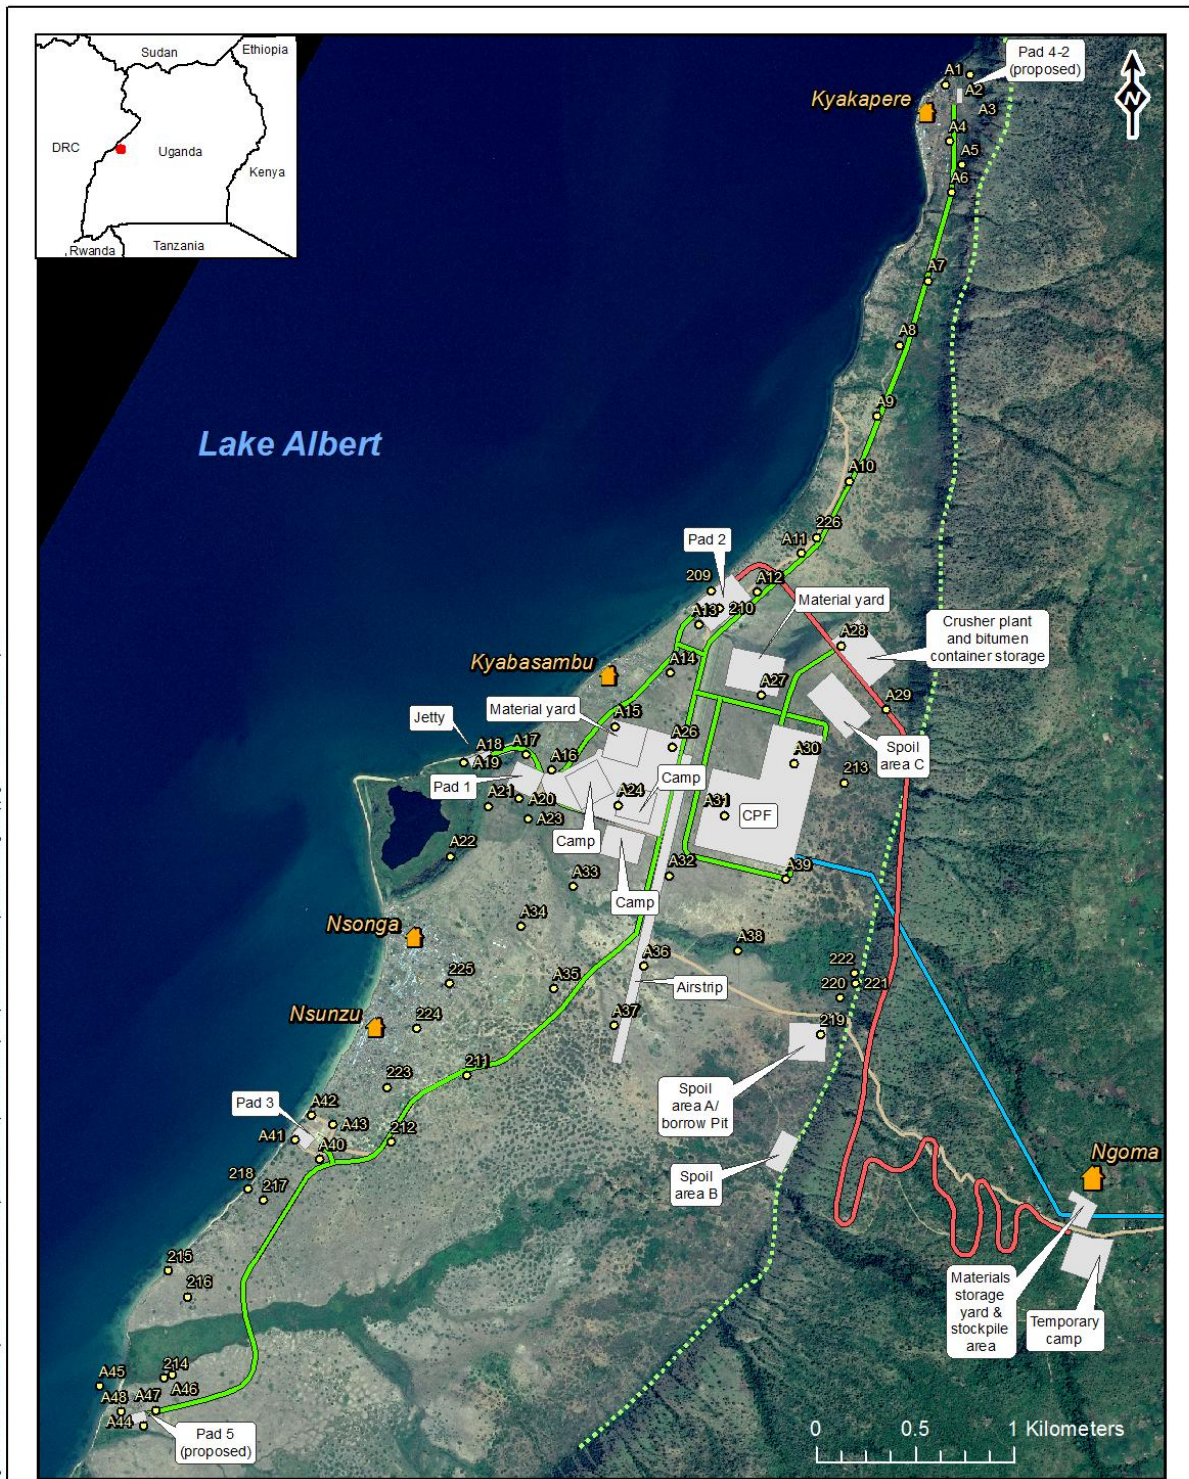 Sudan
Ethiopia
DRC
Uganda
Kenya
Rwanda
Tanzania
Pad 4-2
(proposed)
N
A1
A2
Kyakapere
A3
A4
A5
A6
A7
A8
A9
Lake Albert
A10
226
A11
Pad 2
209
A12
Material yard
210
A13
A28
Crusher plant
and bitumen
container storage
Kyabasambu
A14
A27
A29
Jetty
Material yard
A15
A26
Spoil
area C
A18
A17
A16
A19
A30
213
Pad 1
Camp
A21
A20
A24
A31
CPF
A23
Camp
A22
A32
A39
A33
Camp
Nsonga
A34
A38
A36
225
A35
222
221
Airstrip
220
Nsunzu
224
A37
219
211
223
Spoil
area A/
borrow Pit
Pad 3
A42
A43
A41
212
A40
Ngoma
218
217
Spoil
area B
215
216
Materials
storage
yard &
stockpile
area
Temporary
camp
214
A45
A46
A48
A47
A44
Pad 5
(proposed)
0 0.5 1 Kilometers